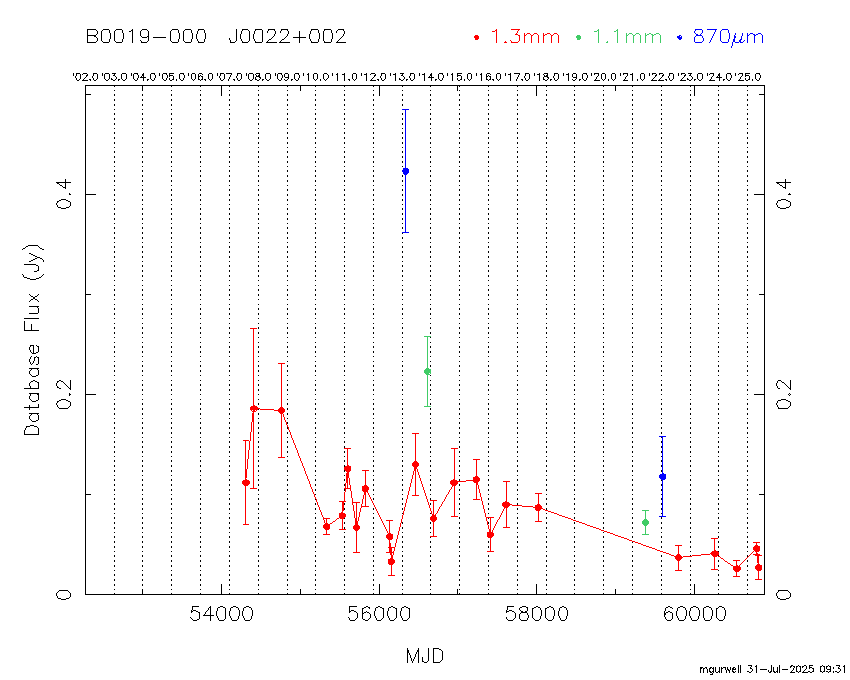 B0019-000 J0022+002 1.3mm 1.1mm 870μm
'02.0 '03.0 '04.0 '05.0 '06.0 '07.0 '08.0 '09.0 '10.0 '11.0 '12.0 '13.0 '14.0 '15.0 '16.0 '17.0 '18.0 '19.0 '20.0 '21.0 '22.0 '23.0 '24.0 '25.0
0.4 0.4
Database Flux (Jy)
0.2 0.2
0 0
54000 56000 58000 60000
MJD
mgurwell 31-Jul-2025 09:31